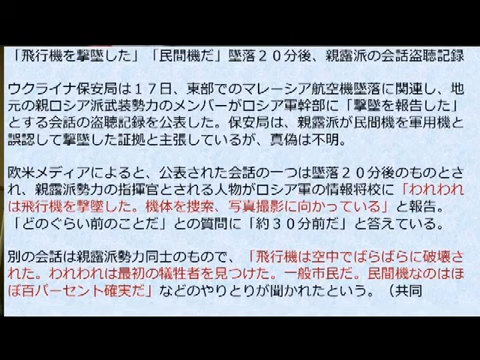 「飛行機を撃墜した」「民間機だ」墜落２０分後、親露派の会話盗聴記録
ウクライナ保安局は１７日、東部でのマレーシア航空機墜落に関連し、地
元の親ロシア派武装勢力のメンバーがロシア軍幹部に「撃墜を報告した」
とする会話の盗聴記録を公表した。保安局は、親露派が民間機を軍用機と
誤認して撃墜した証拠と主張しているが、真偽は不明。
欧米メディアによると、公表された会話の一つは墜落２０分後のものとさ
れ、親露派勢力の指揮官とされる人物がロシア軍の情報将校に「われわれ
は飛行機を撃墜した。機体を捜索、写真撮影に向かっている」と報告。
「どのぐらい前のことだ」との質問に「約３０分前だ」と答えている。
別の会話は親露派勢力同士のもので、「飛行機は空中でばらばらに破壊さ
れた。われわれは最初の犠牲者を見つけた。一般市民だ。民間機なのはほ
ぼ百パーセント確実だ」などのやりとりが聞かれたという。（共同